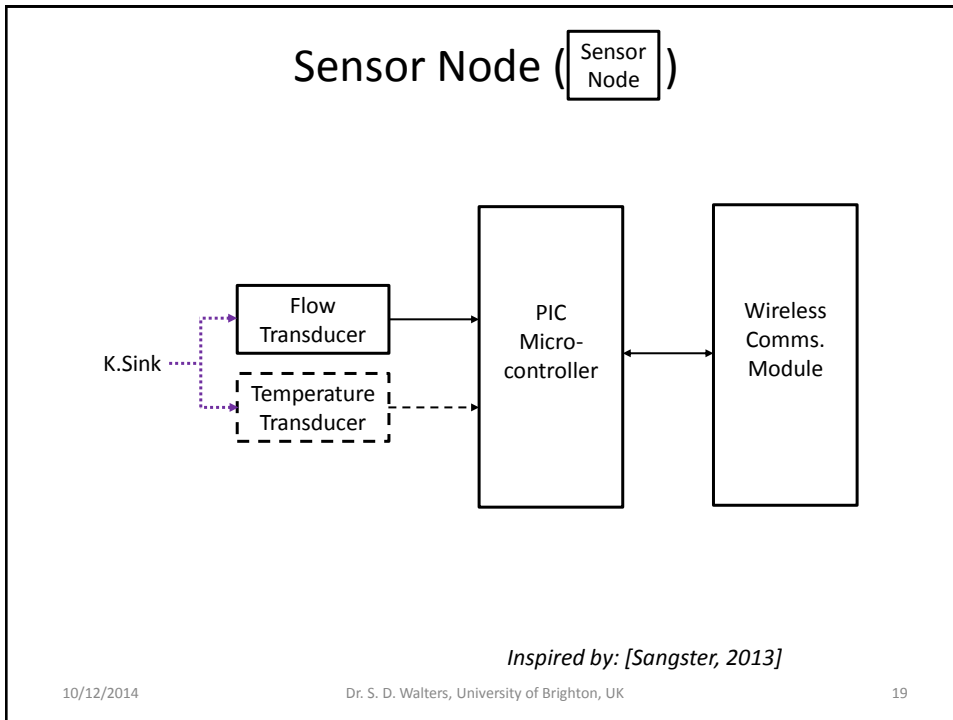 Sensor Node (Sensor Node)
Flow
Transducer
K.Sink
Temperature
Transducer
PIC
Micro-
controller
Wireless
Comms.
Module
Inspired by: [Sangster, 2013]
10/12/2014
Dr. S. D. Walters, University of Brighton, UK
19